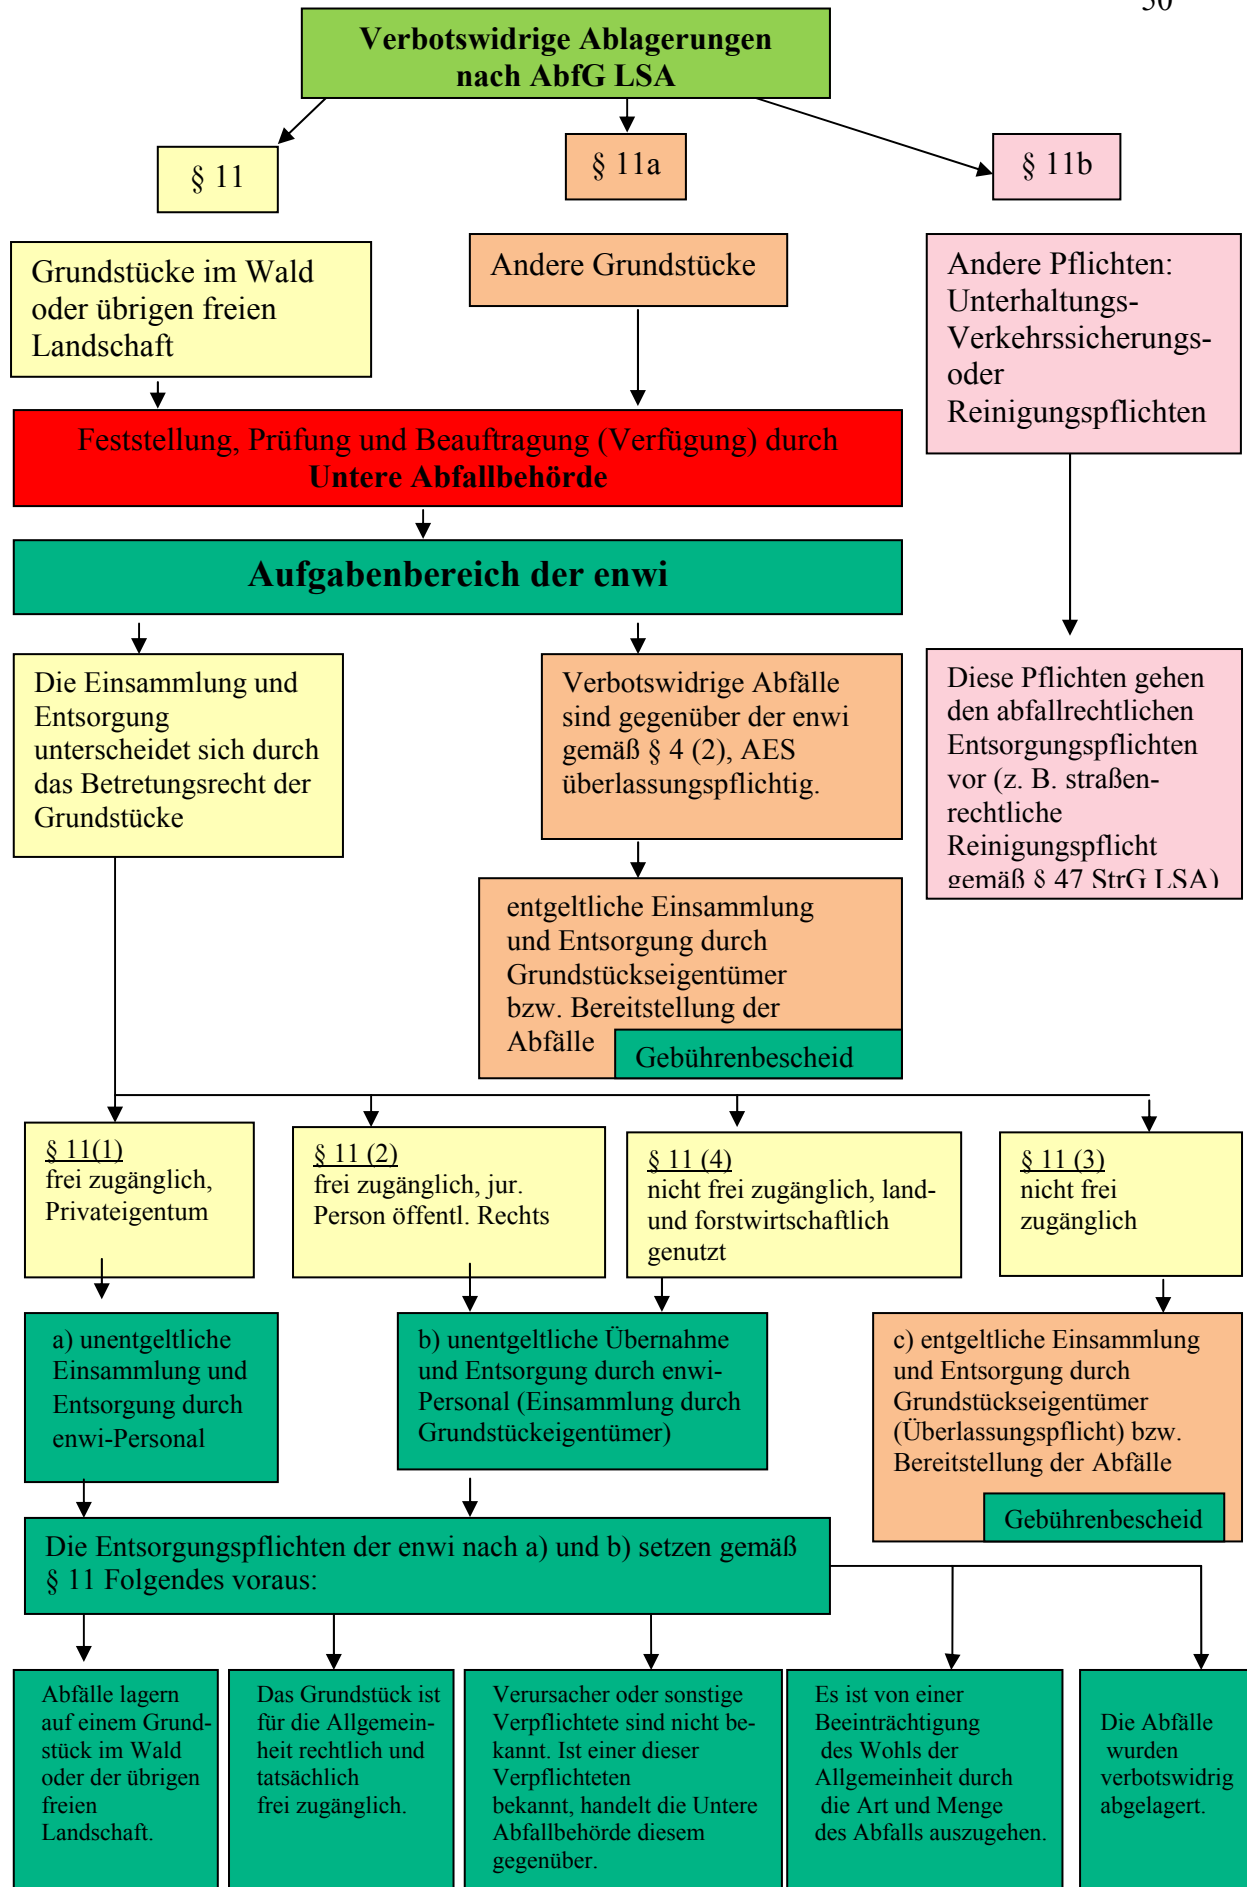 50
Verbotswidrige Ablagerungen
nach AbfG LSA
§ 11
§ 11a
§ 11b
Grundstücke im Wald
oder übrigen freien
Landschaft
Andere Grundstücke
Andere Pflichten:
Unterhaltungs-
Verkehrssicherungs-
oder
Reinigungspflichten
Feststellung, Prüfung und Beauftragung (Verfügung) durch
Untere Abfallbehörde
Aufgabenbereich der enwi
Die Einsammlung und
Entsorgung
unterscheidet sich durch
das Betretungsrecht der
Grundstücke
Verbotswidrige Abfälle
sind gegenüber der enwi
gemäß § 4 (2), AES
überlassungspflichtig.
Diese Pflichten gehen
den abfallrechtlichen
Entsorgungspflichten
vor (z. B. straßen-
rechtliche
Reinigungspflicht
gemäß § 47 StrG LSA)
entgeltliche Einsammlung
und Entsorgung durch
Grundstückseigentümer
bzw. Bereitstellung der
Abfälle
Gebührenbescheid
§ 11(1)
frei zugänglich,
Privateigentum
§ 11 (2)
frei zugänglich, jur.
Person öffentl. Rechts
§ 11 (4)
nicht frei zugänglich, land-
und forstwirtschaftlich
genutzt
§ 11 (3)
nicht frei
zugänglich
a) unentgeltliche
Einsammlung und
Entsorgung durch
enwi-Personal
b) unentgeltliche Übernahme
und Entsorgung durch enwi-
Personal (Einsammlung durch
Grundstückeigentümer)
c) entgeltliche Einsammlung
und Entsorgung durch
Grundstückseigentümer
(Überlassungspflicht) bzw.
Bereitstellung der Abfälle
Gebührenbescheid
Die Entsorgungspflichten der enwi nach a) und b) setzen gemäß
§ 11 Folgendes voraus:
Abfälle lagern
auf einem Grund-
stück im Wald
oder der übrigen
freien
Landschaft.
Das Grundstück ist
für die Allgemein-
heit rechtlich und
tatsächlich
frei zugänglich.
Verursacher oder sonstige
Verpflichtete sind nicht be-
kannt. Ist einer dieser
Verpflichteten
bekannt, handelt die Untere
Abfallbehörde diesem
gegenüber.
Es ist von einer
Beeinträchtigung
des Wohls der
Allgemeinheit durch
die Art und Menge
des Abfalls auszugehen.
Die Abfälle
wurden
verbotswidrig
abgelagert.